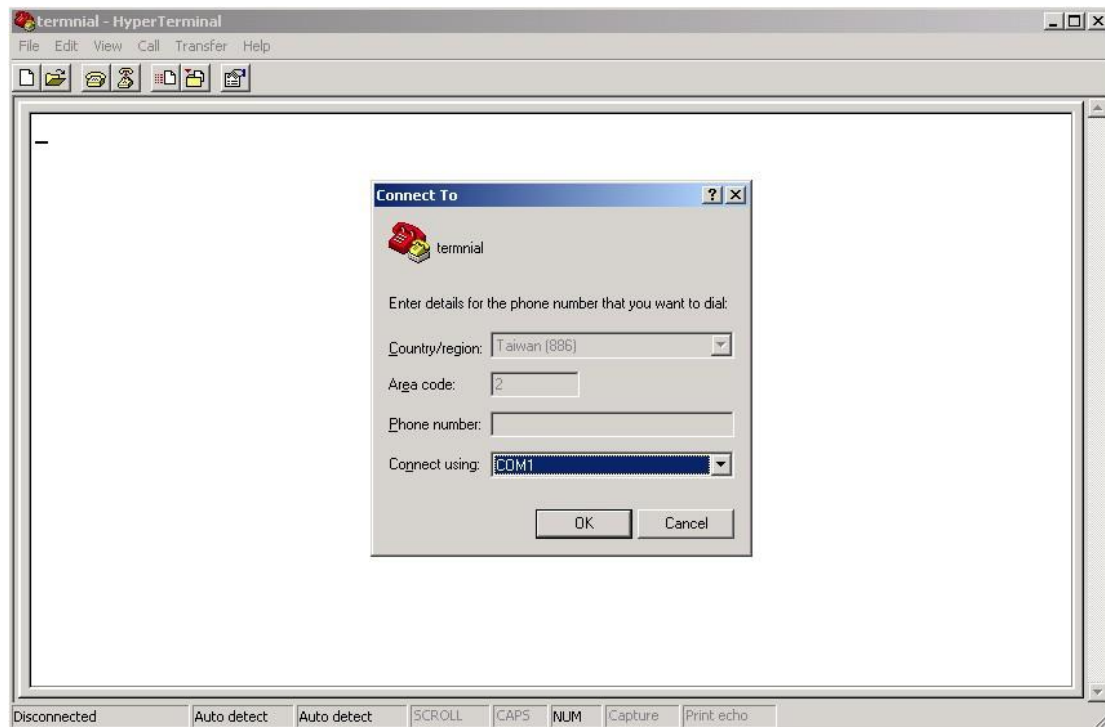 termnial - HyperTerminal
File Edit View Call Transfer Help
Connect To
termnial
Enter details for the phone number that you want to dial:
Country/region: Taiwan (886)
Area code: 2
Phone number:
Connect using: COM1
OK Cancel
Disconnected Auto detect Auto detect SCROLL CAPS NUM Capture Print echo